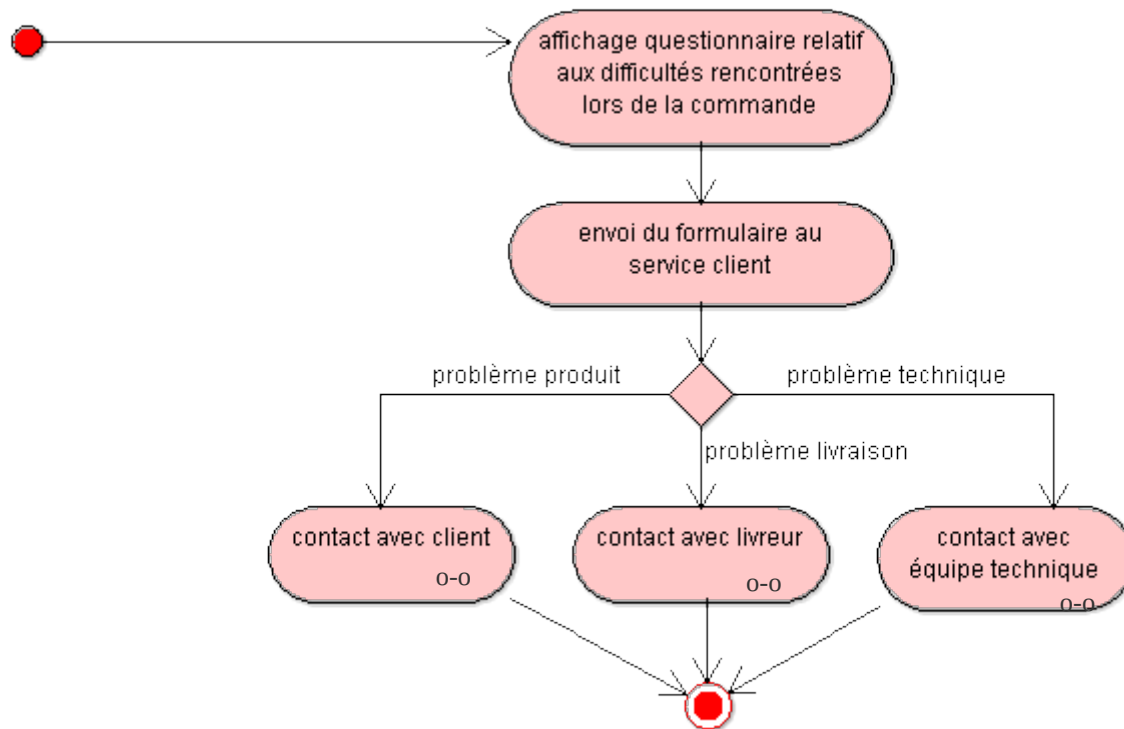 affichage questionnaire relatif
aux difficultés rencontrées
lors de la commande
envoi du formulaire au
service client
problème produit
problème technique
problème livraison
contact avec client
o-o
contact avec livreur
o-o
contact avec
équipe technique
o-o